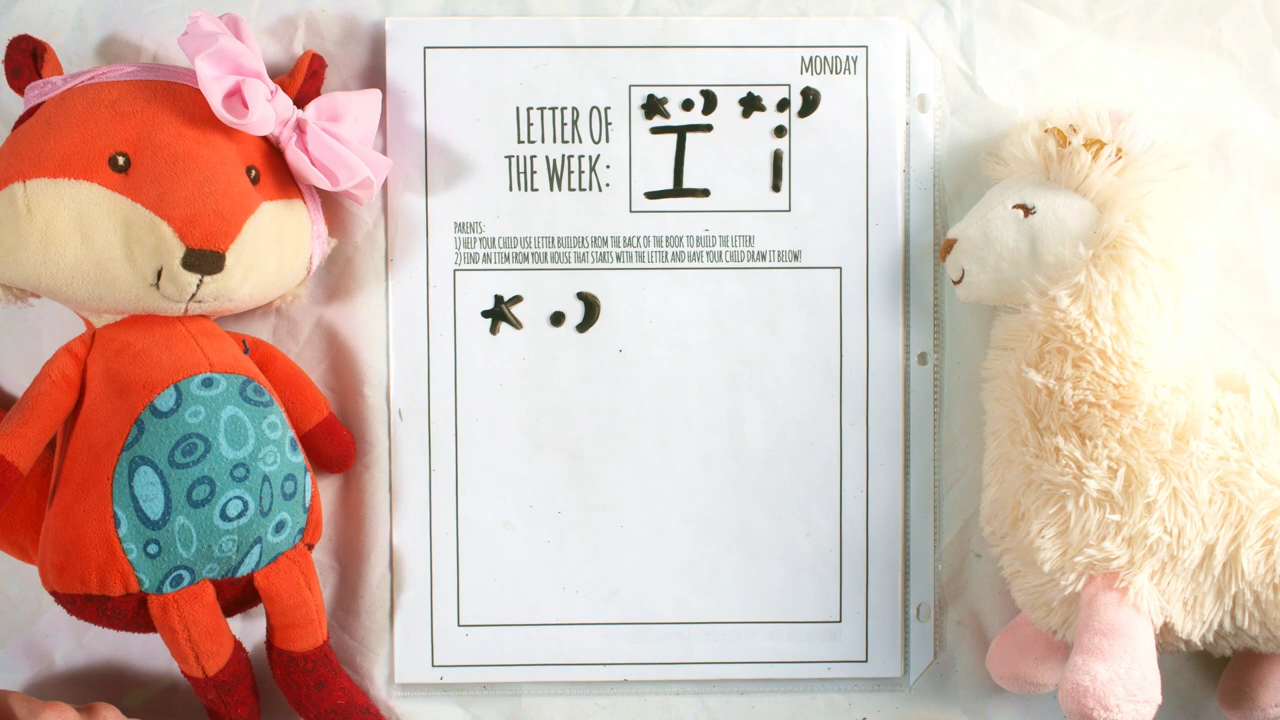 MONDAY
LETTER OF
THE WEEK:
I i
PARENTS:
1) HELP YOUR CHILD USE LETTER BUILDERS FROM THE BACK OF THE BOOK TO BUILD THE LETTER!
2) FIND AN ITEM FROM YOUR HOUSE THAT STARTS WITH THE LETTER AND HAVE YOUR CHILD DRAW IT BELOW!